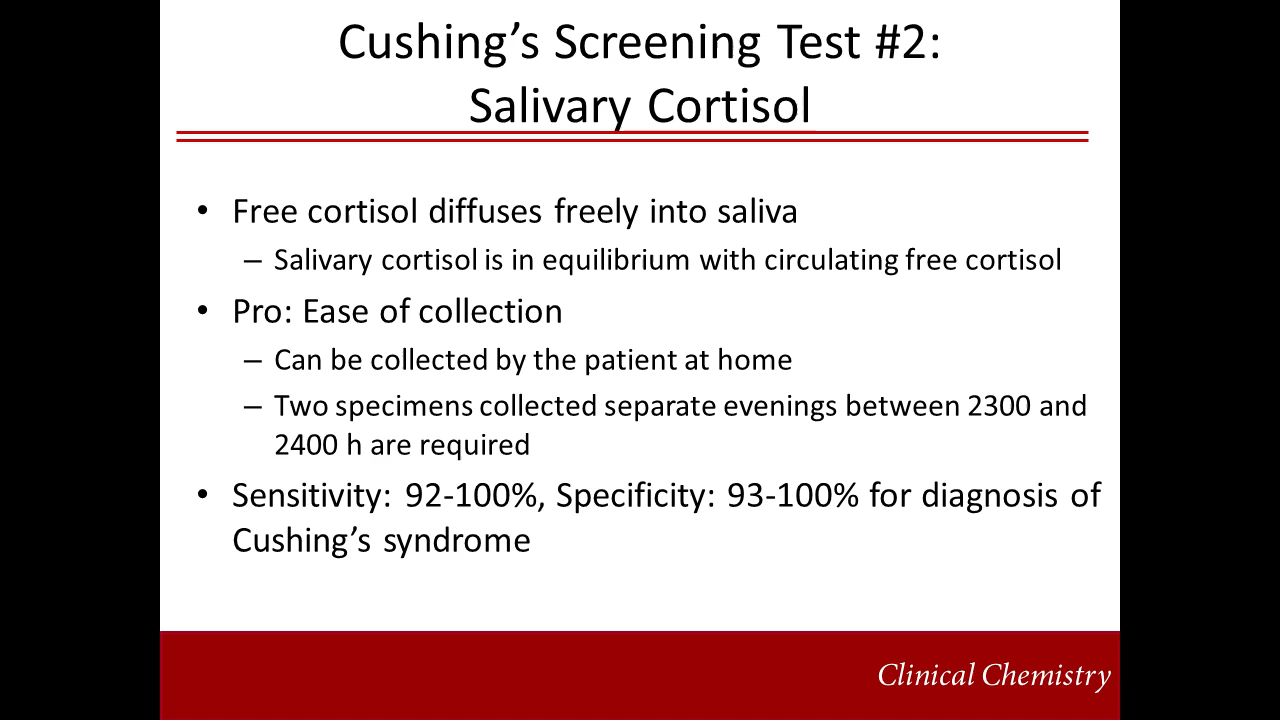 Cushing’s Screening Test #2:
Salivary Cortisol
• Free cortisol diffuses freely into saliva
– Salivary cortisol is in equilibrium with circulating free cortisol
• Pro: Ease of collection
– Can be collected by the patient at home
– Two specimens collected separate evenings between 2300 and
2400 h are required
• Sensitivity: 92-100%, Specificity: 93-100% for diagnosis of
Cushing’s syndrome
Clinical Chemistry